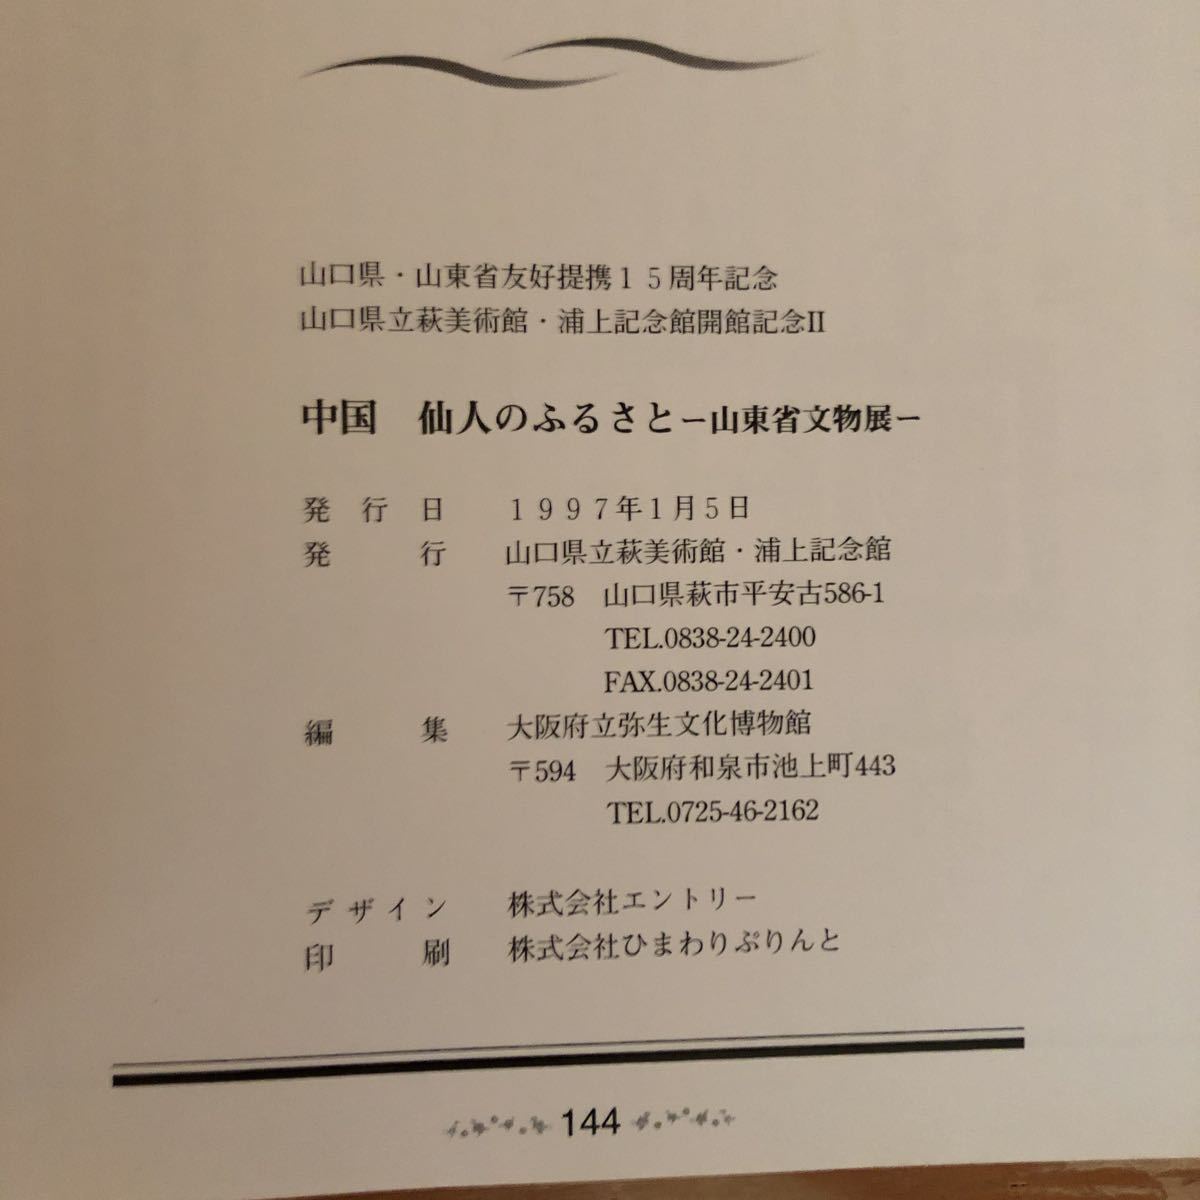 山口県・山東省友好提携１５周年記念
山口県立萩美術館・浦上記念館開館記念II
中国　仙人のふるさと－山東省文物展－
発行日　１９９７年１月５日
発行　山口県立萩美術館・浦上記念館
〒758　山口県萩市平安古586-1
TEL.0838-24-2400
FAX.0838-24-2401
編集　大阪府立弥生文化博物館
〒594　大阪府和泉市池上町443
TEL.0725-46-2162
デザイン　株式会社エントリー
印刷　株式会社ひまわりぷりんと
144